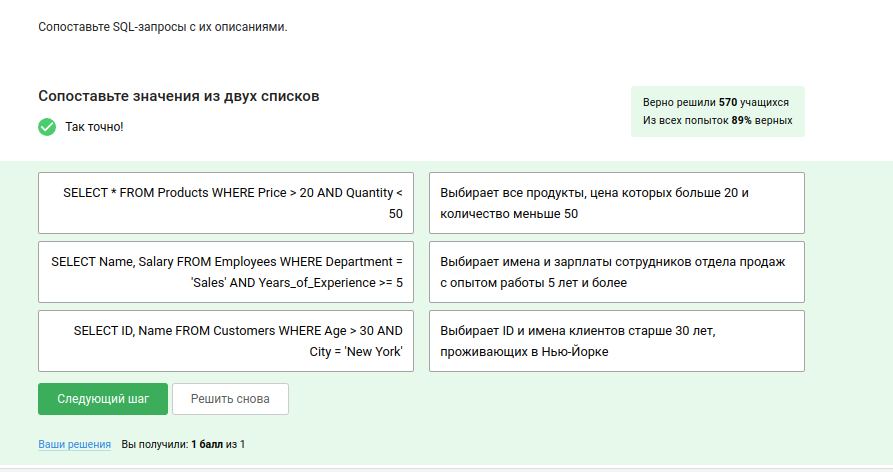 Сопоставьте SQL-запросы с их описаниями.
Сопоставьте значения из двух списков
Так точно!
Верно решили 570 учащихся
Из всех попыток 89% верных
SELECT * FROM Products WHERE Price > 20 AND Quantity <
50
Выбирает все продукты, цена которых больше 20 и
количество меньше 50
SELECT Name, Salary FROM Employees WHERE Department =
'Sales' AND Years_of_Experience >= 5
Выбирает имена и зарплаты сотрудников отдела продаж
с опытом работы 5 лет и более
SELECT ID, Name FROM Customers WHERE Age > 30 AND
City = 'New York'
Выбирает ID и имена клиентов старше 30 лет,
проживающих в Нью-Йорке
Следующий шаг
Решить снова
Ваши решения Вы получили: 1 балл из 1